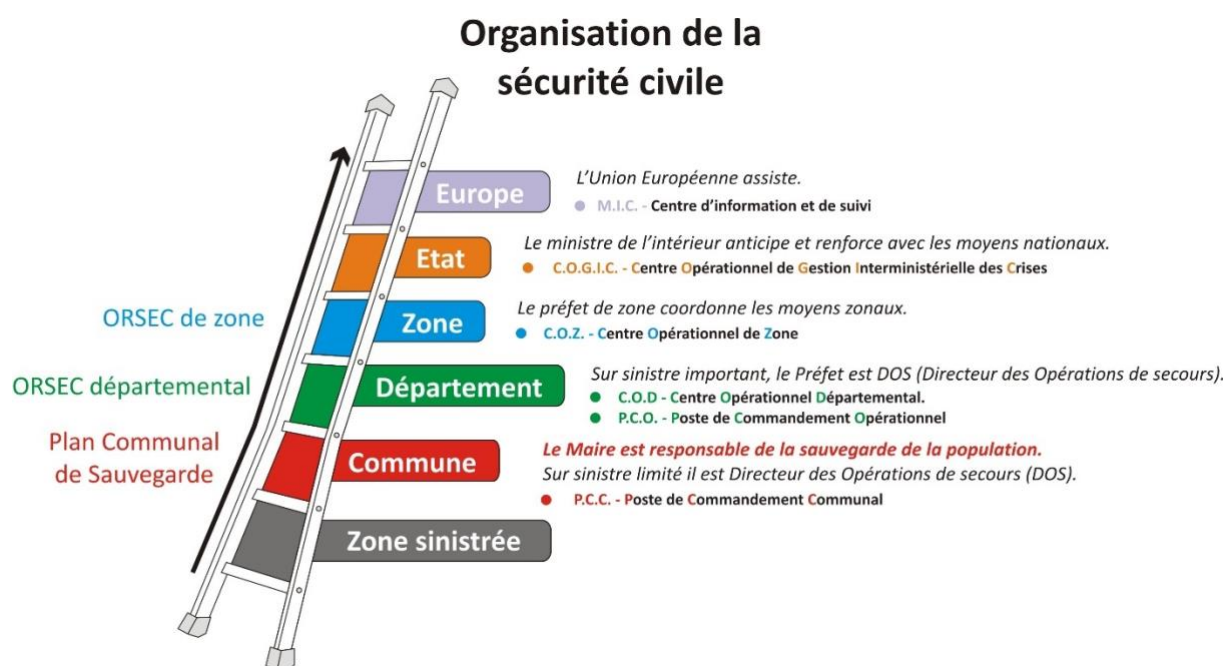 Organisation de la
sécurité civile
Europe
L'Union Européenne assiste.
M.I.C. - Centre d'information et de suivi
Etat
Le ministre de l'intérieur anticipe et renforce avec les moyens nationaux.
C.O.G.I.C. - Centre Opérationnel de Gestion Interministérielle des Crises
ORSEC de zone
Zone
Le préfet de zone coordonne les moyens zonaux.
C.O.Z. - Centre Opérationnel de Zone
ORSEC départemental
Département
Sur sinistre important, le Préfet est DOS (Directeur des Opérations de secours).
C.O.D - Centre Opérationnel Départemental.
P.C.O. - Poste de Commandement Opérationnel
Plan Communal
de Sauvegarde
Commune
Le Maire est responsable de la sauvegarde de la population.
Sur sinistre limité il est Directeur des Opérations de secours (DOS).
P.C.C. - Poste de Commandement Communal
Zone sinistrée